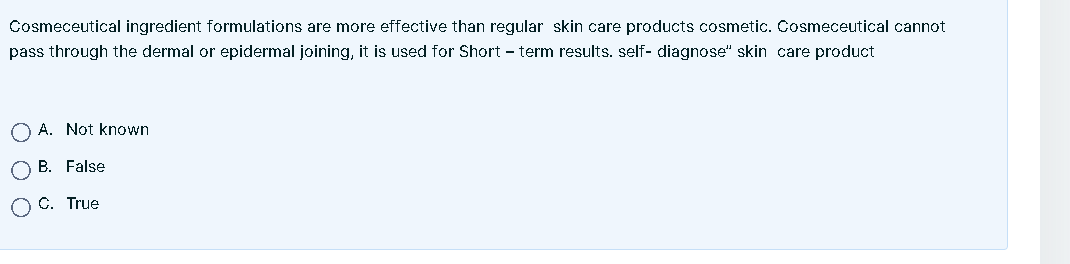 Cosmeceutical ingredient formulations are more effective than regular  skin care products cosmetic. Cosmeceutical cannot
pass through the dermal or epidermal joining, it is used for Short – term results. self- diagnose" skin  care product
A. Not known
B. False
C. True